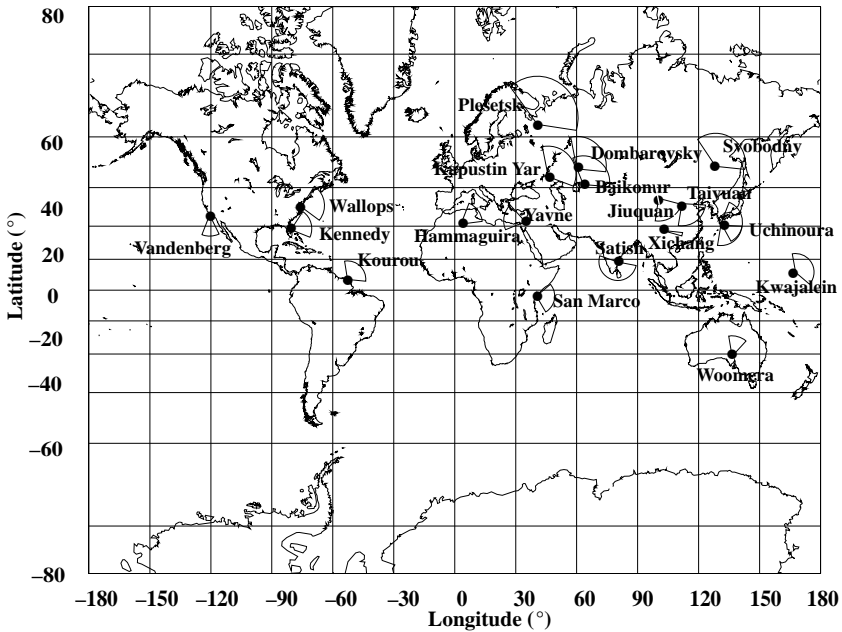 80
Plesetsk
60
Dombarovsky
Svobodny
Kapustin Yar
Baikonur
Taiyuan
40
Wallops
Yavne
Jiuquan
Kennedy
Hammaguira
Uchinoura
Vandenberg
Xichang
20
Kourou
Satish
Kwajalein
0
San Marco
−20
Woomera
−40
−60
−80
−180 −150 −120 −90 −60 −30 0 30 60 90 120 150 180
Longitude (°)
Latitude (°)